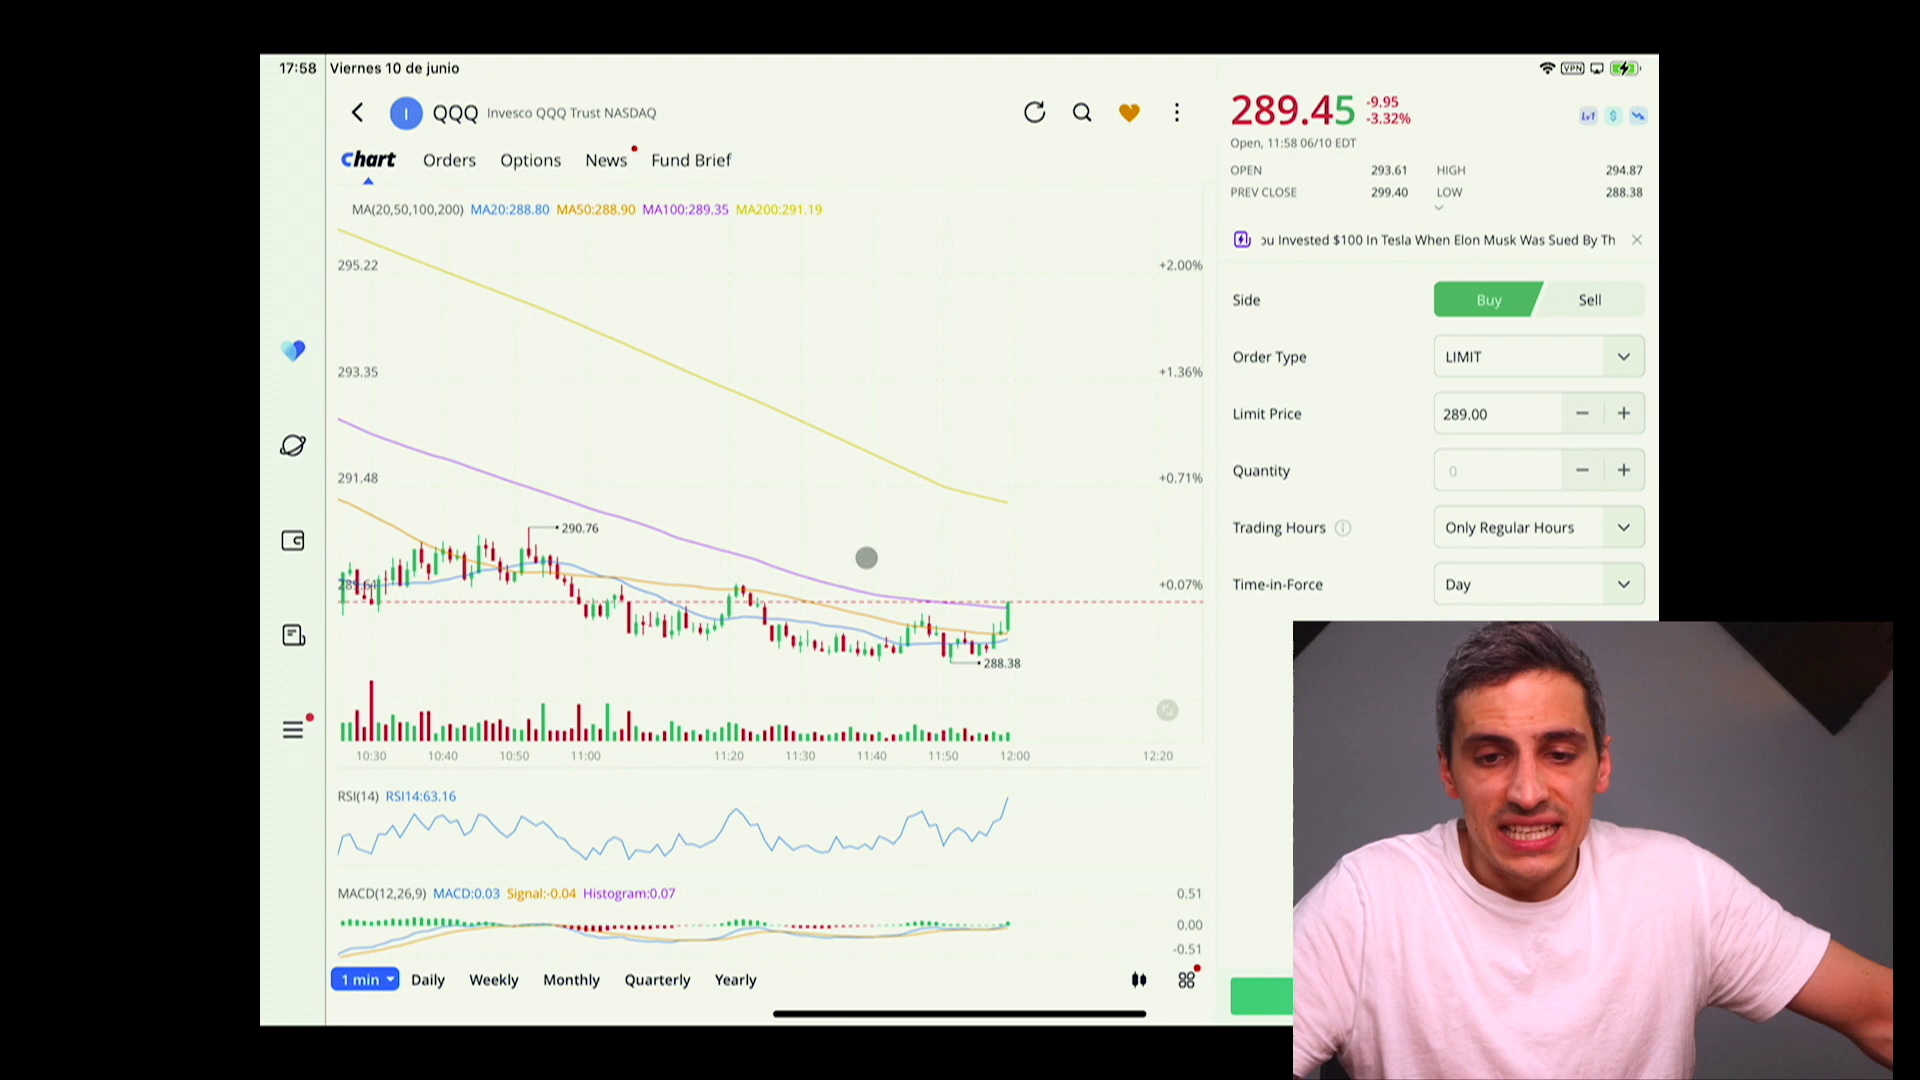 17:58 Viernes 10 de junio
VPN
I QQQ Invesco QQQ Trust NASDAQ
Chart Orders Options News Fund Brief
MA(20,50,100,200) MA20:288.80 MA50:288.90 MA100:289.35 MA200:291.19
295.22 +2.00%
293.35 +1.36%
291.48 +0.71%
290.76
289.61 +0.07%
288.38
10:30 10:40 10:50 11:00 11:20 11:30 11:40 11:50 12:00 12:20
RSI(14) RSI14:63.16
MACD(12,26,9) MACD:0.03 Signal:-0.04 Histogram:0.07
0.51
0.00
-0.51
1 min Daily Weekly Monthly Quarterly Yearly
289.45 -9.95
-3.32%
Lv1 $
Open, 11:58 06/10 EDT
OPEN 293.61 HIGH 294.87
PREV CLOSE 299.40 LOW 288.38
ou Invested $100 In Tesla When Elon Musk Was Sued By Th
Side Buy Sell
Order Type LIMIT
Limit Price 289.00
Quantity 0
Trading Hours Only Regular Hours
Time-in-Force Day